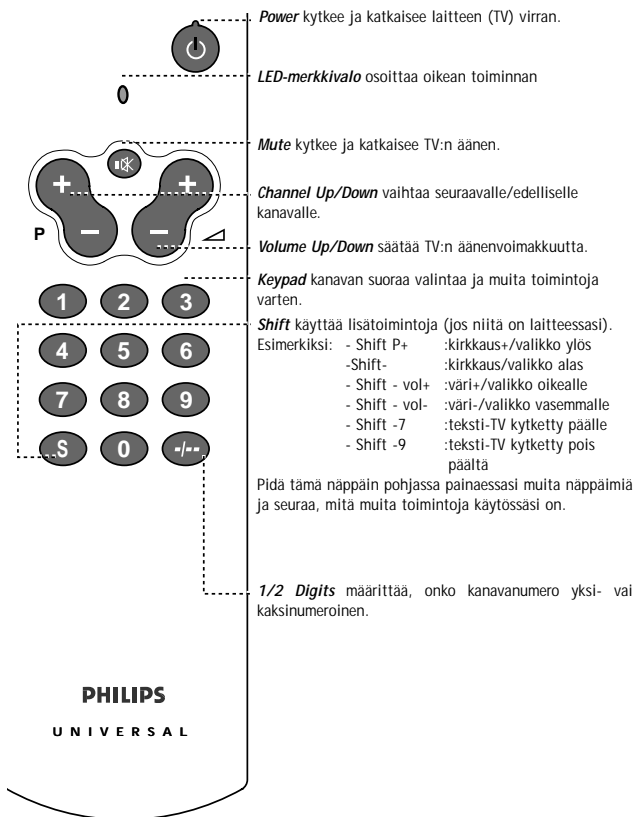 Power kytkee ja katkaisee laitteen (TV) virran.
LED-merkkivalo osoittaa oikean toiminnan
Mute kytkee ja katkaisee TV:n äänen.
+ +
Channel Up/Down vaihtaa seuraavalle/edelliselle
kanavalle.
P - -
Volume Up/Down säätää TV:n äänenvoimakkuutta.
Keypad kanavan suoraa valintaa ja muita toimintoja
varten.
1 2 3
4 5 6
7 8 9
S 0 -/--
Shift käyttää lisätoimintoja (jos niitä on laitteessasi).
Esimerkiksi: - Shift P+ :kirkkaus+/valikko ylös
-Shift- :kirkkaus/valikko alas
- Shift - vol+ :väri+/valikko oikealle
- Shift - vol- :väri-/valikko vasemmalle
- Shift -7 :teksti-TV kytketty päälle
- Shift -9 :teksti-TV kytketty pois
päältä
Pidä tämä näppäin pohjassa painaessasi muita näppäimiä
ja seuraa, mitä muita toimintoja käytössäsi on.
1/2 Digits määrittää, onko kanavanumero yksi- vai
kaksinumeroinen.
PHILIPS
UNIVERSAL